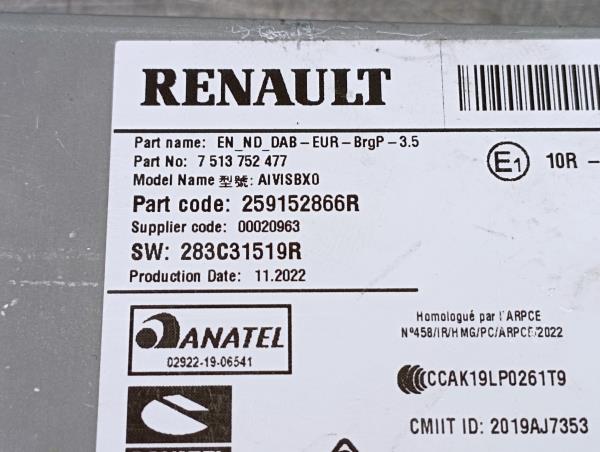 RENAULT
Part name: EN_ND_DAB-EUR-BrgP-3.5
Part No: 7 513 752 477
Model Name 型號: AIVISBX0
Part code: 259152866R
Supplier code: 00020963
SW: 283C31519R
Production Date: 11.2022
E1 10R -
ANATEL
02922-19-06541
Homologué par l'ARPCE
Nº458/IR/HMG/PC/ARPCE/2022
CCAK19LP0261T9
CMIIT ID: 2019AJ7353